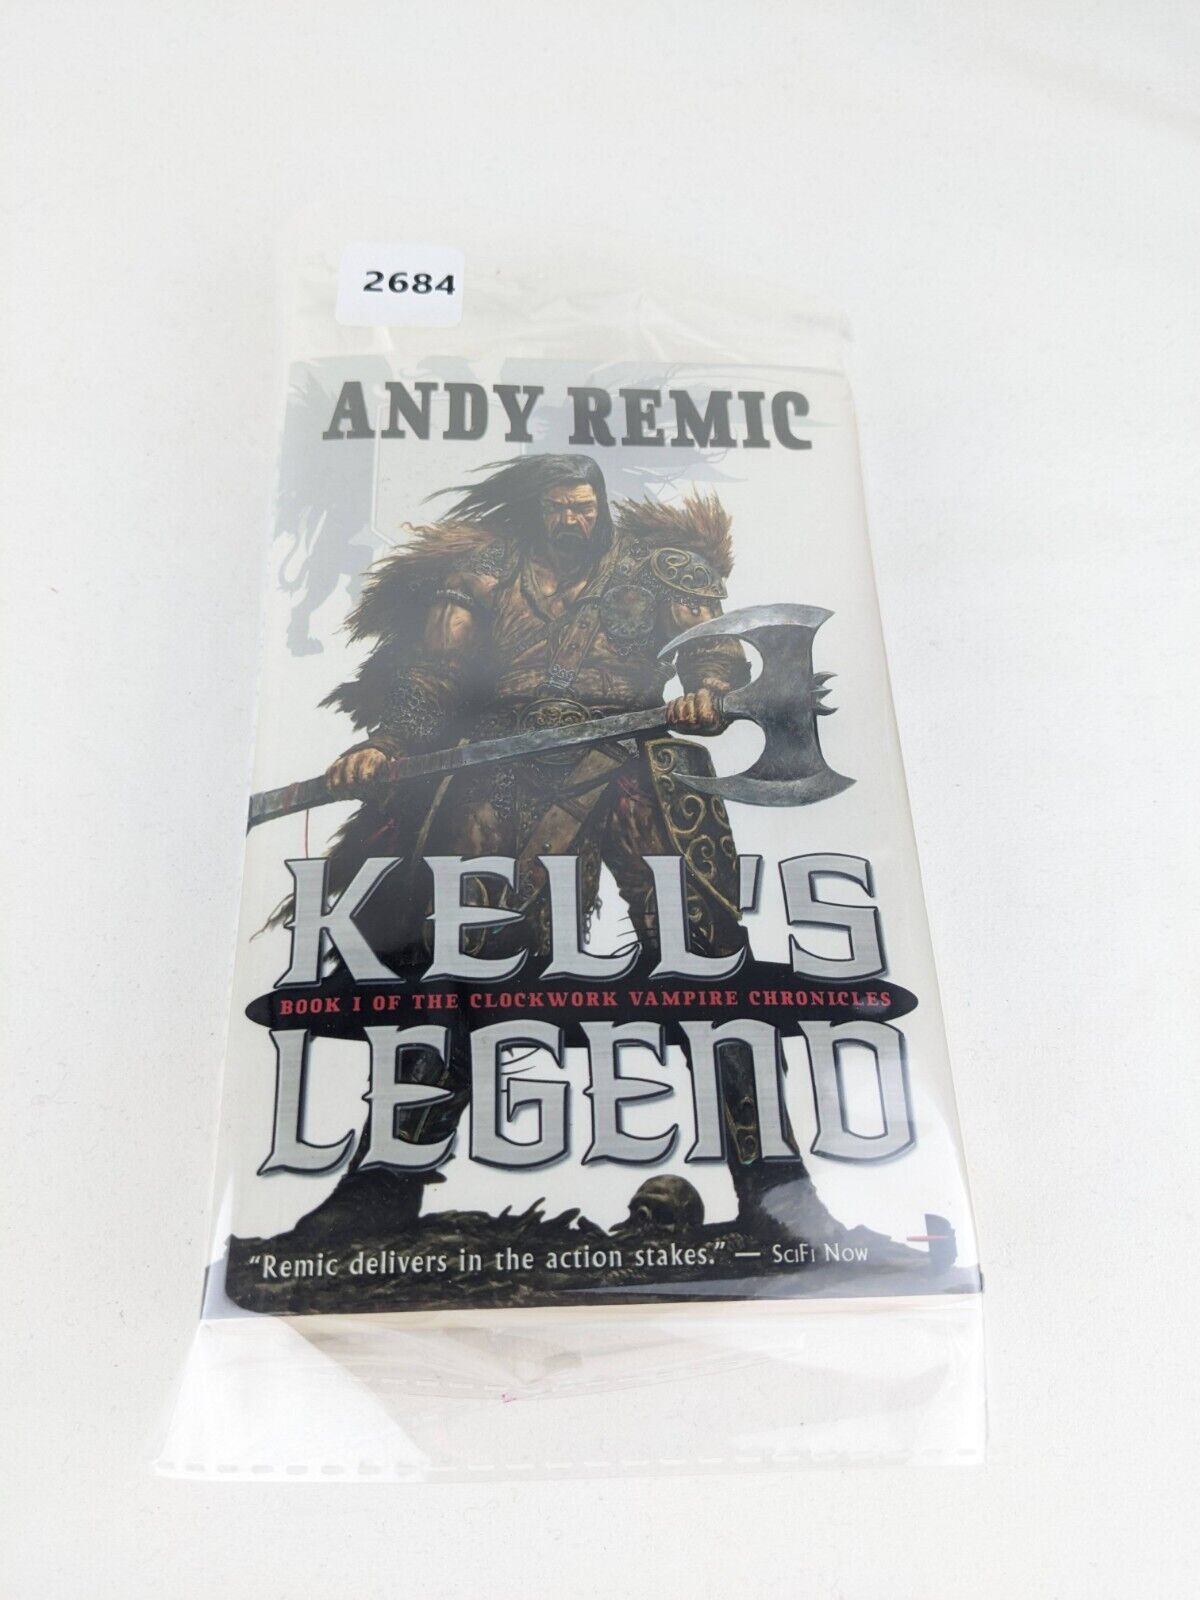 2684
ANDY REMIC
KELL'S
BOOK I OF THE CLOCKWORK VAMPIRE CHRONICLES
LEGEND
"Remic delivers in the action stakes." — SciFi Now